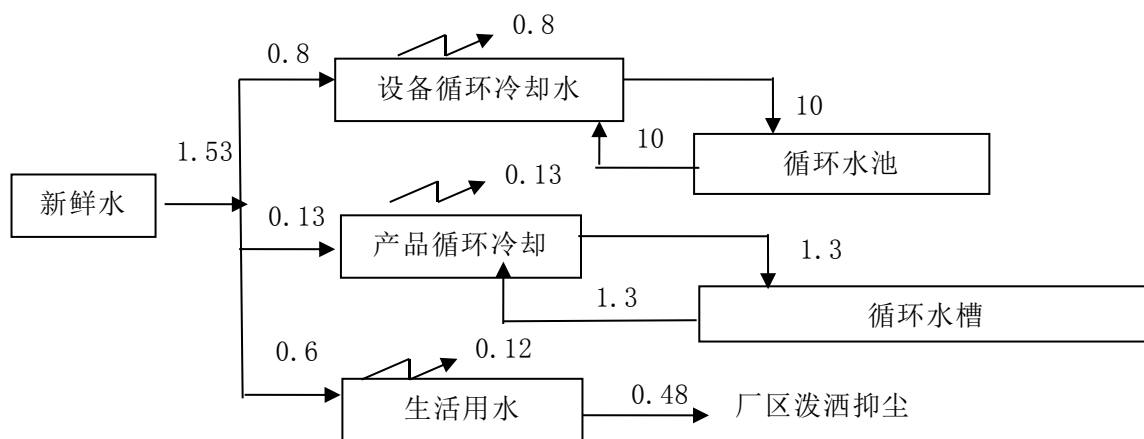 0.8
0.8
设备循环冷却水
10
10
循环水池
1.53
新鲜水
0.13
0.13
产品循环冷却
1.3
1.3
循环水槽
0.6
0.12
生活用水
0.48
厂区泼洒抑尘